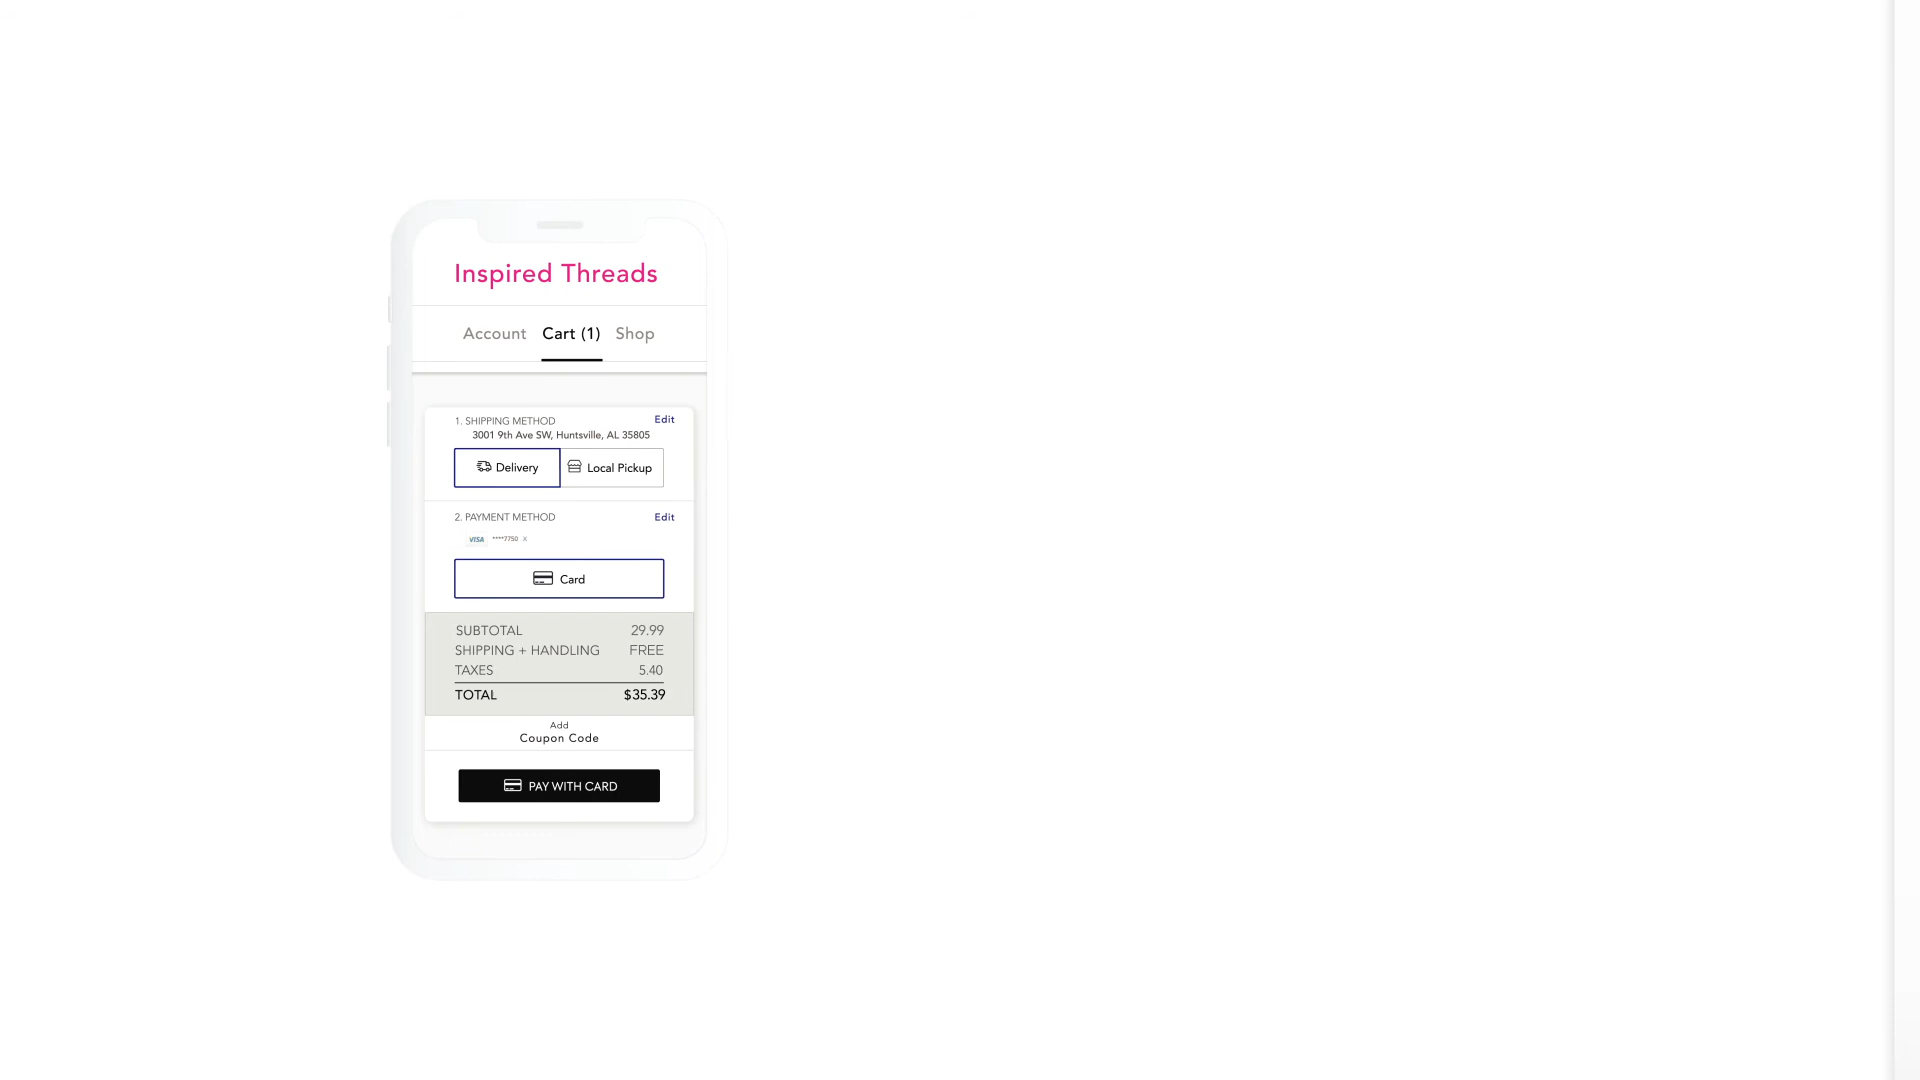 Inspired Threads
Account Cart (1) Shop
1. SHIPPING METHOD Edit
3001 9th Ave SW, Huntsville, AL 35805
Delivery Local Pickup
2. PAYMENT METHOD Edit
VISA ****7750 X
Card
SUBTOTAL 29.99
SHIPPING + HANDLING FREE
TAXES 5.40
TOTAL $35.39
Add
Coupon Code
PAY WITH CARD